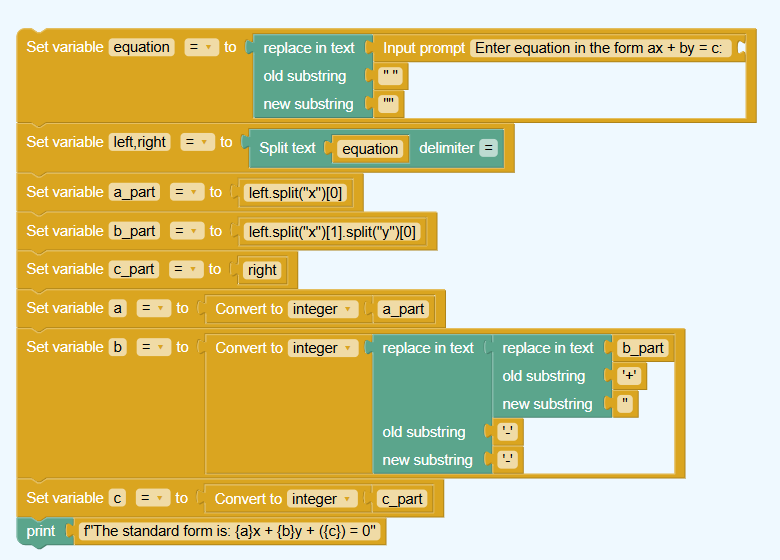 Set variable equation = to replace in text Input prompt Enter equation in the form ax + by = c:
old substring " "
new substring ""
Set variable left,right = to Split text equation delimiter =
Set variable a_part = to left.split("x")[0]
Set variable b_part = to left.split("x")[1].split("y")[0]
Set variable c_part = to right
Set variable a = to Convert to integer a_part
Set variable b = to Convert to integer replace in text replace in text b_part
old substring '+'
new substring ''
old substring '-'
new substring '-'
Set variable c = to Convert to integer c_part
print f"The standard form is: {a}x + {b}y + ({c}) = 0"